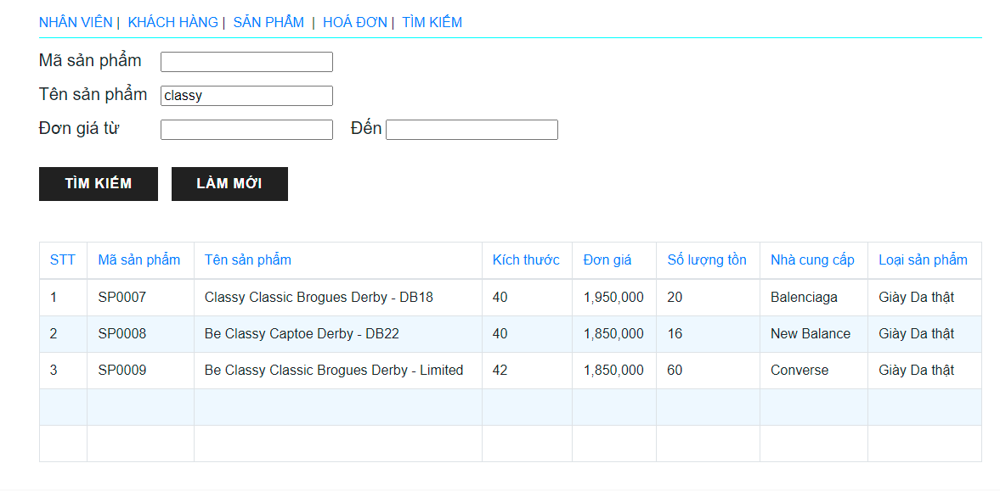 NHÂN VIÊN | KHÁCH HÀNG | SẢN PHẨM | HOÁ ĐƠN | TÌM KIẾM
Mã sản phẩm
Tên sản phẩm classy
Đơn giá từ Đến
TÌM KIẾM LÀM MỚI
STT Mã sản phẩm Tên sản phẩm Kích thước Đơn giá Số lượng tồn Nhà cung cấp Loại sản phẩm
1 SP0007 Classy Classic Brogues Derby - DB18 40 1,950,000 20 Balenciaga Giày Da thật
2 SP0008 Be Classy Captoe Derby - DB22 40 1,850,000 16 New Balance Giày Da thật
3 SP0009 Be Classy Classic Brogues Derby - Limited 42 1,850,000 60 Converse Giày Da thật